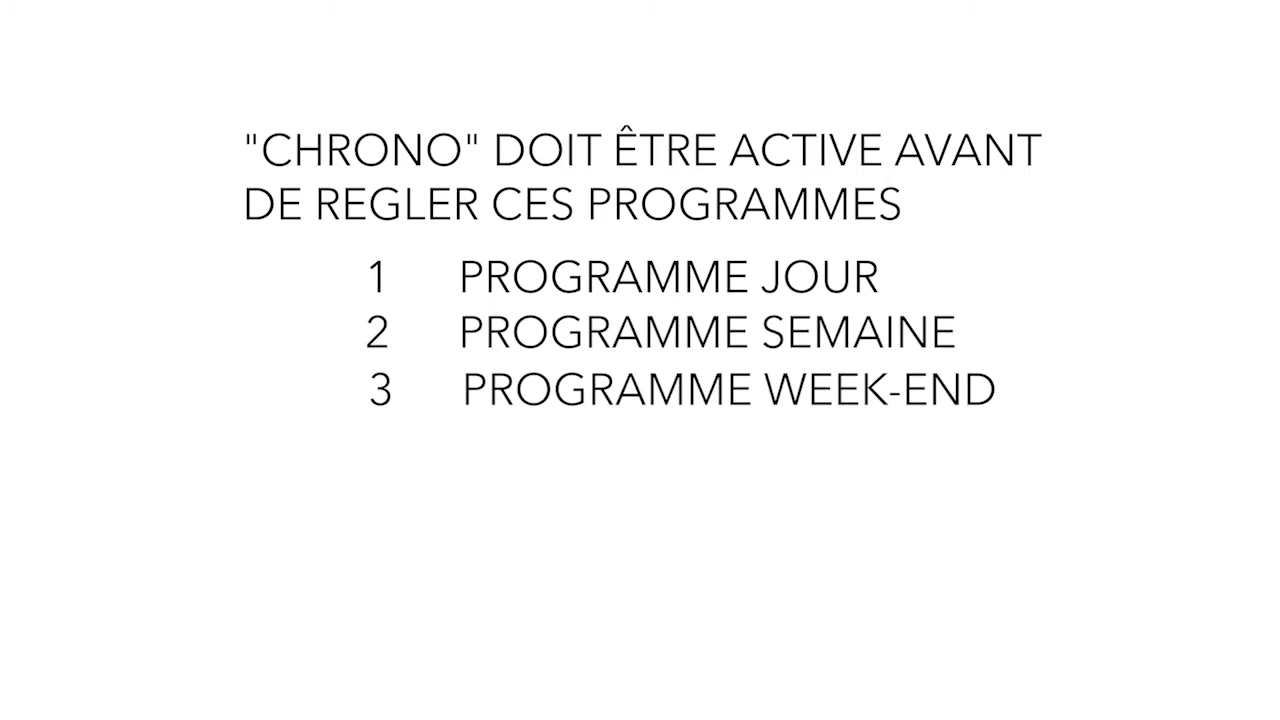 "CHRONO" DOIT ÊTRE ACTIVE AVANT
DE REGLER CES PROGRAMMES
1 PROGRAMME JOUR
2 PROGRAMME SEMAINE
3 PROGRAMME WEEK-END